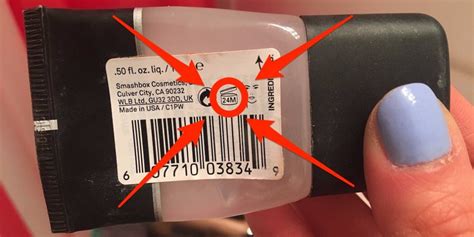 .50 fl. oz. liq. /
Smashbox Cosmetics,
Culver City, CA 90232
WLB Ltd, GU32 3DD, UK
Made in USA / C1PW
24M
INGREDI
6 07710 03834 9